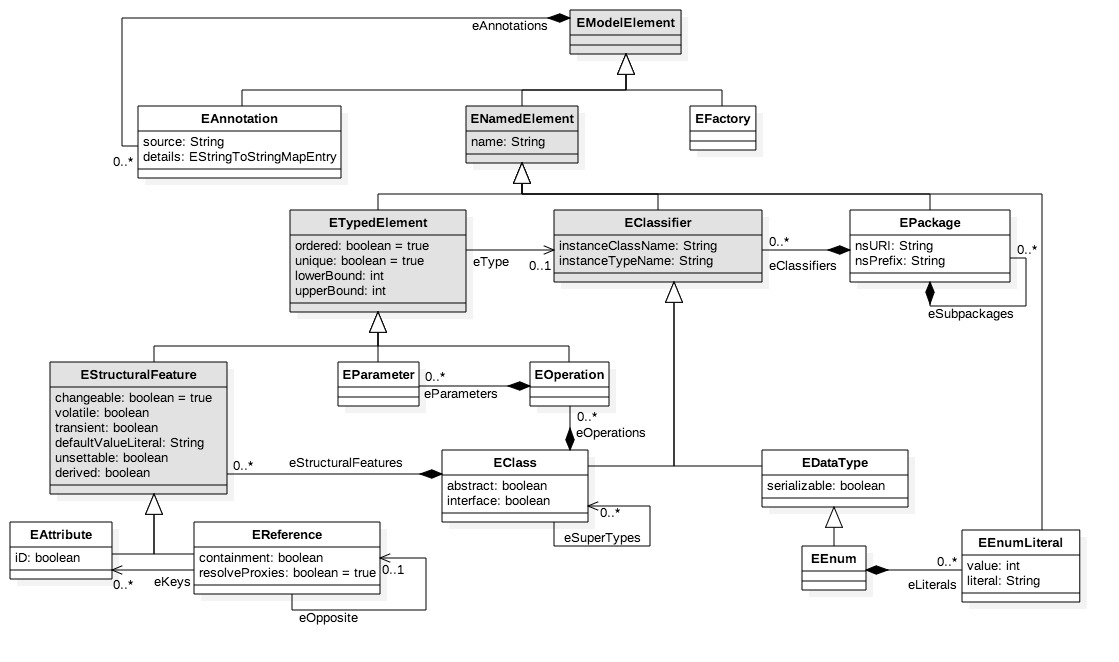 EModelElement
eAnnotations
EAnnotation
source: String
details: EStringToStringMapEntry
0..*
ENamedElement
name: String
EFactory
ETypedElement
ordered: boolean = true
unique: boolean = true
lowerBound: int
upperBound: int
eType
0..1
EClassifier
instanceClassName: String
instanceTypeName: String
0..*
eClassifiers
EPackage
nsURI: String
nsPrefix: String
0..*
eSubpackages
EStructuralFeature
changeable: boolean = true
volatile: boolean
transient: boolean
defaultValueLiteral: String
unsettable: boolean
derived: boolean
EParameter
0..*
eParameters
EOperation
0..*
eOperations
0..*
eStructuralFeatures
EClass
abstract: boolean
interface: boolean
0..*
eSuperTypes
EDataType
serializable: boolean
EAttribute
iD: boolean
0..*
eKeys
EReference
containment: boolean
resolveProxies: boolean = true
0..1
eOpposite
EEnum
0..*
eLiterals
EEnumLiteral
value: int
literal: String